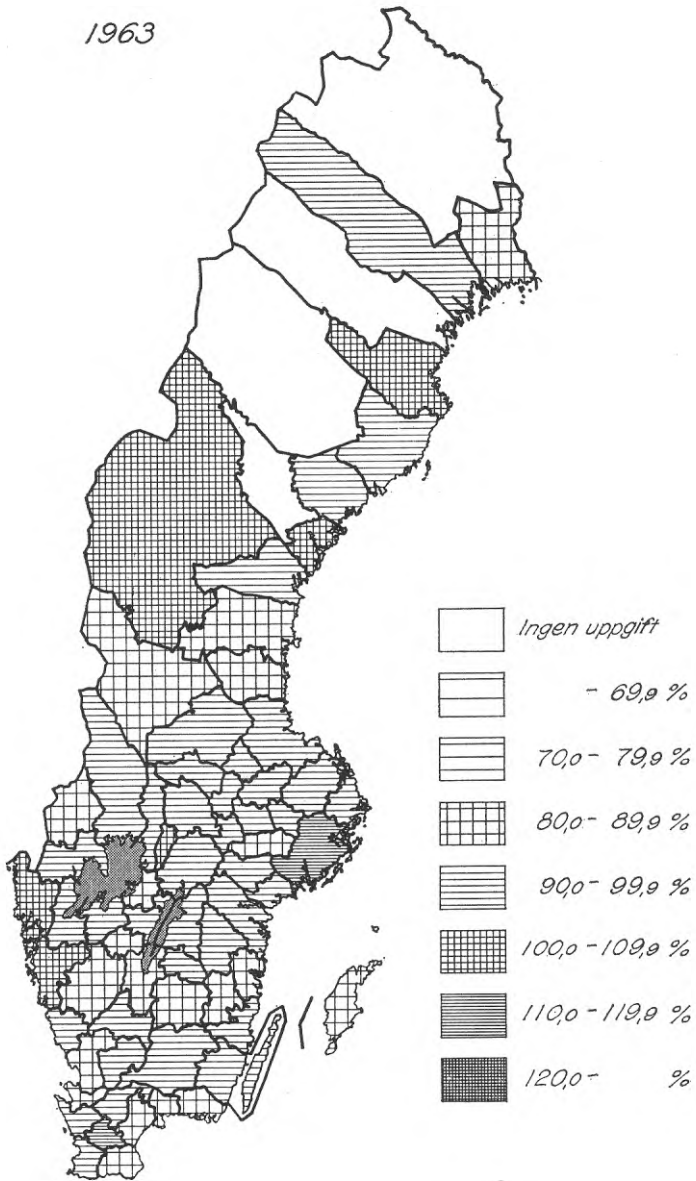 1963
Ingen uppgift
- 69,9 %
70,0 - 79,9 %
80,0 - 89,9 %
90,0 - 99,9 %
100,0 - 109,9 %
110,0 - 119,9 %
120,0 - %